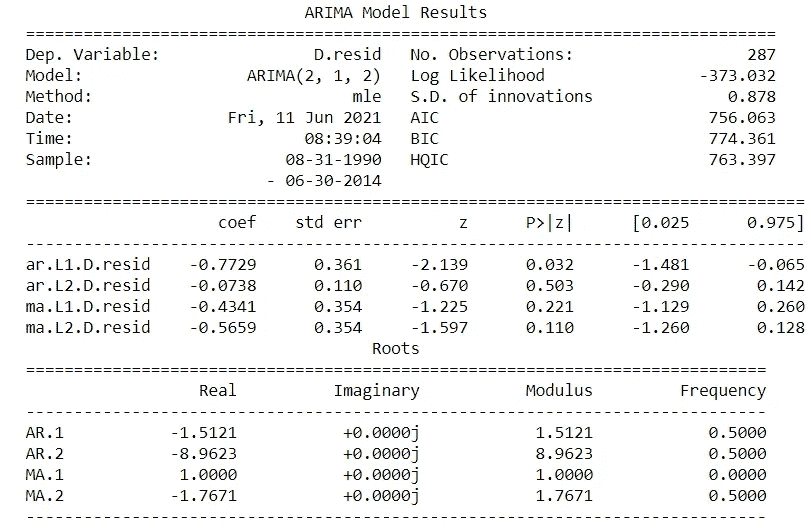 ARIMA Model Results
==============================================================================
Dep. Variable:                D.resid   No. Observations:                  287
Model:                 ARIMA(2, 1, 2)   Log Likelihood                -373.032
Method:                           mle   S.D. of innovations              0.878
Date:                Fri, 11 Jun 2021   AIC                            756.063
Time:                        08:39:04   BIC                            774.361
Sample:                    08-31-1990   HQIC                           763.397
                         - 06-30-2014
=================================================================================
                    coef    std err          z      P>|z|      [0.025      0.975]
---------------------------------------------------------------------------------
ar.L1.D.resid    -0.7729      0.361     -2.139      0.032      -1.481      -0.065
ar.L2.D.resid    -0.0738      0.110     -0.670      0.503      -0.290       0.142
ma.L1.D.resid    -0.4341      0.354     -1.225      0.221      -1.129       0.260
ma.L2.D.resid    -0.5659      0.354     -1.597      0.110      -1.260       0.128
                                    Roots
=============================================================================
                  Real          Imaginary           Modulus         Frequency
-----------------------------------------------------------------------------
AR.1           -1.5121           +0.0000j            1.5121            0.5000
AR.2           -8.9623           +0.0000j            8.9623            0.5000
MA.1            1.0000           +0.0000j            1.0000            0.0000
MA.2           -1.7671           +0.0000j            1.7671            0.5000
-----------------------------------------------------------------------------